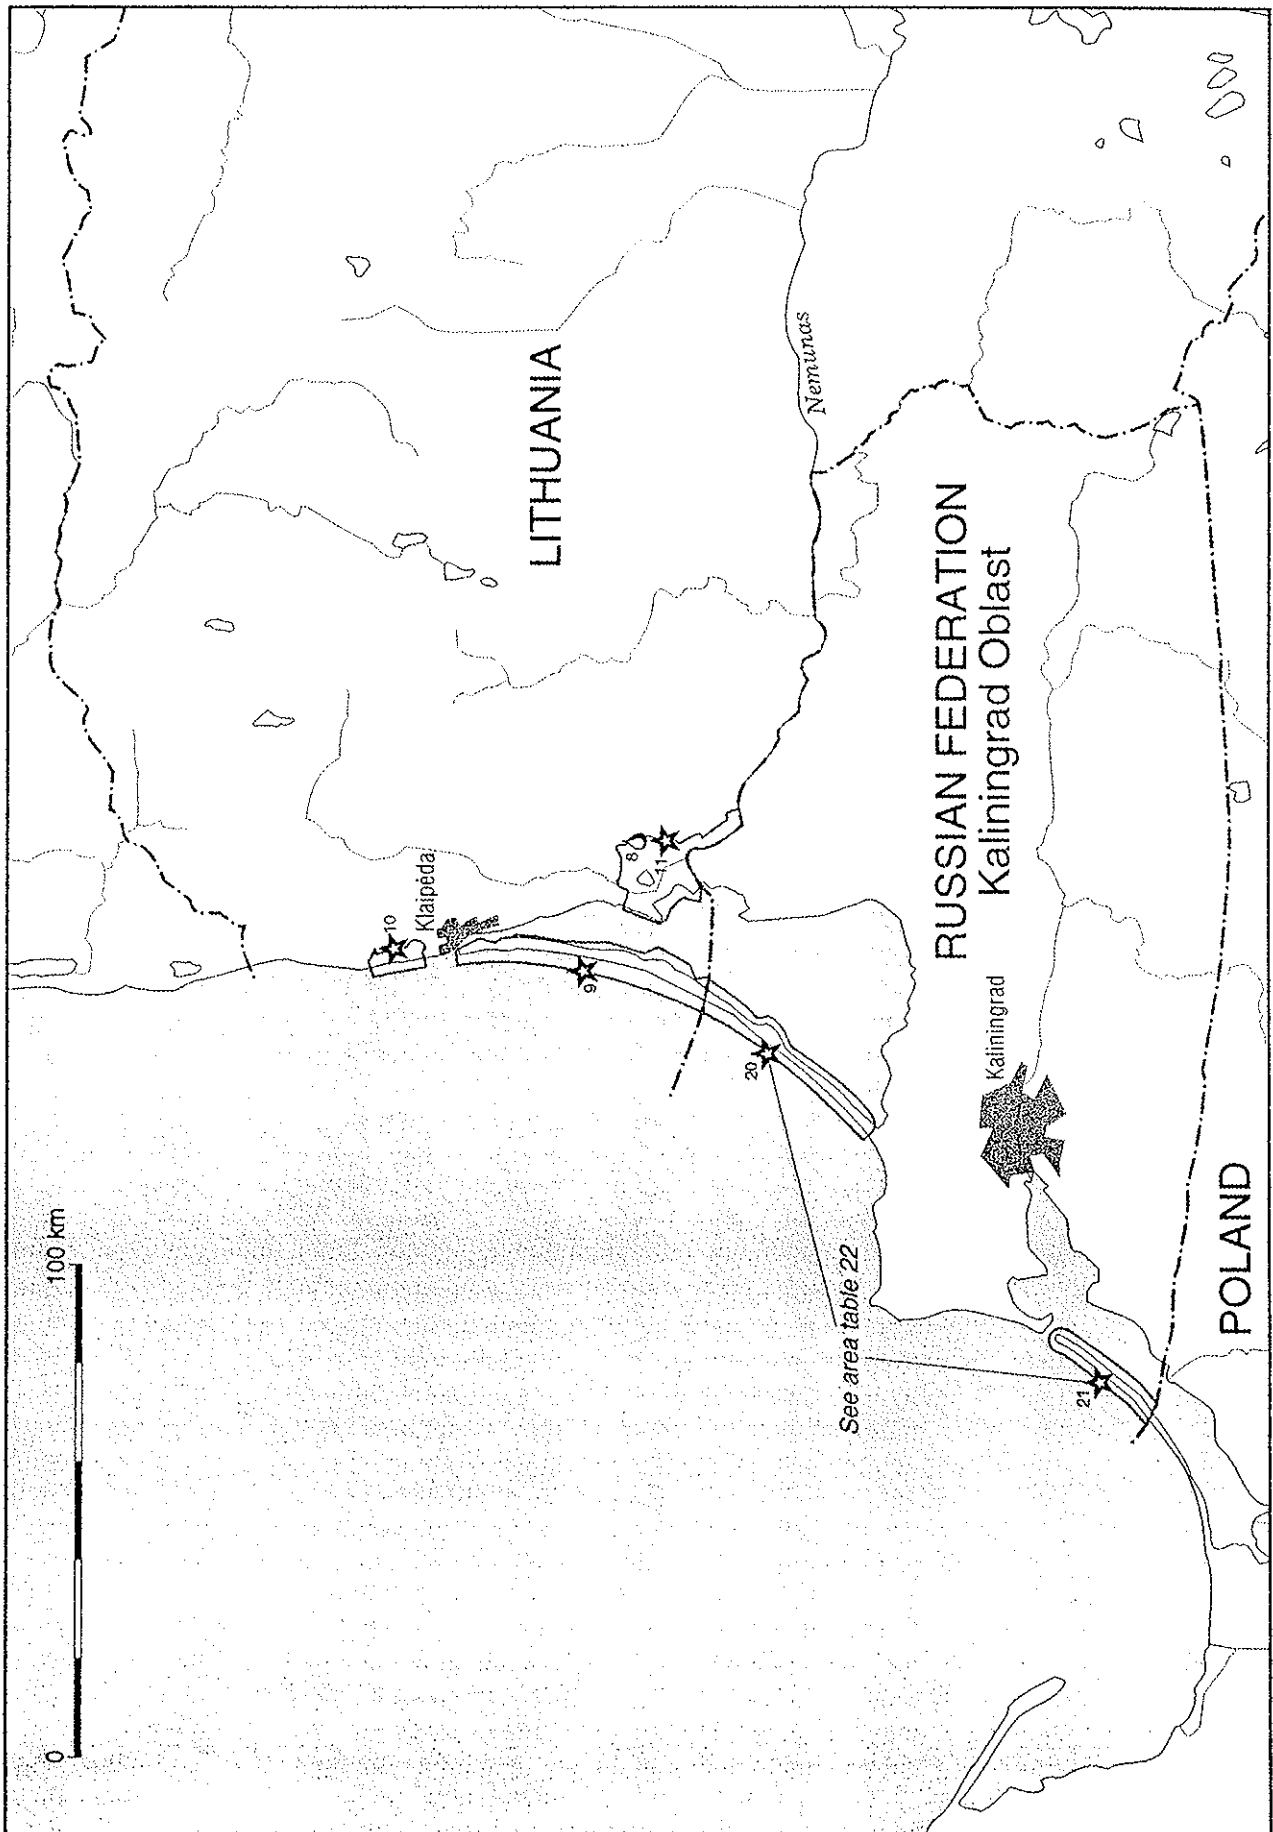 0
100 km
LITHUANIA
10
Klaipėda
8
11
9
Nemunas
20
See area table 22
RUSSIAN FEDERATION
Kaliningrad Oblast
Kaliningrad
21
POLAND